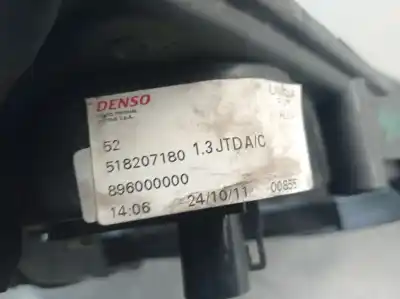 DENSO
52
518207180 1.3 JTD A/C
896000000
14:06 24/10/11 00855